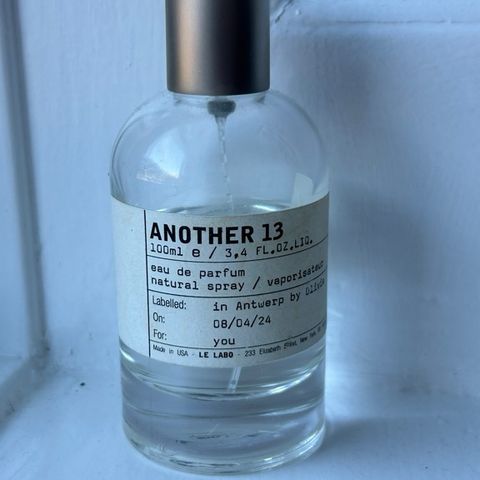 ANOTHER 13
100ml e / 3,4 FL.OZ.LIQ.
eau de parfum
natural spray / vaporisateur
Labelled: in Antwerp by Olivia
On: 08/04/24
For: you
Made in USA - LE LABO - 233 Elizabeth Street, New York,